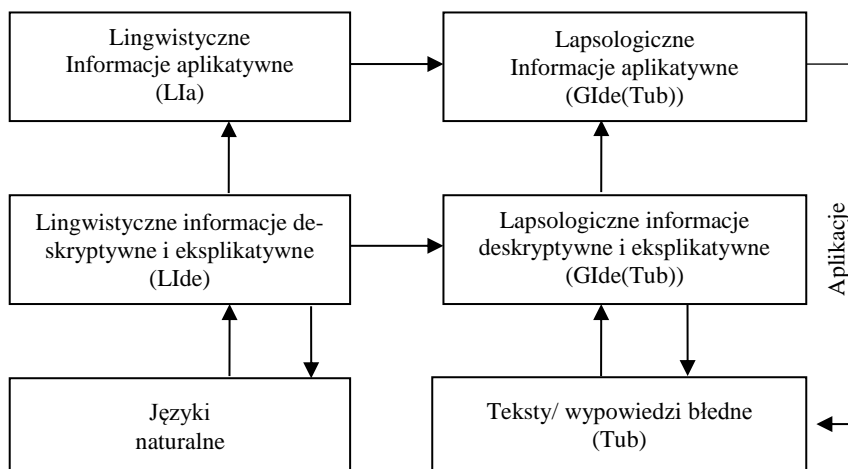 Lingwistyczne
Informacje aplikatywne
(LIa)
Lapsologiczne
Informacje aplikatywne
(GIde(Tub))
Lingwistyczne informacje de-
skryptywne i eksplikatywne
(LIde)
Lapsologiczne informacje
deskryptywne i eksplikatywne
(GIde(Tub))
Aplikacje
Języki
naturalne
Teksty/ wypowiedzi błedne
(Tub)